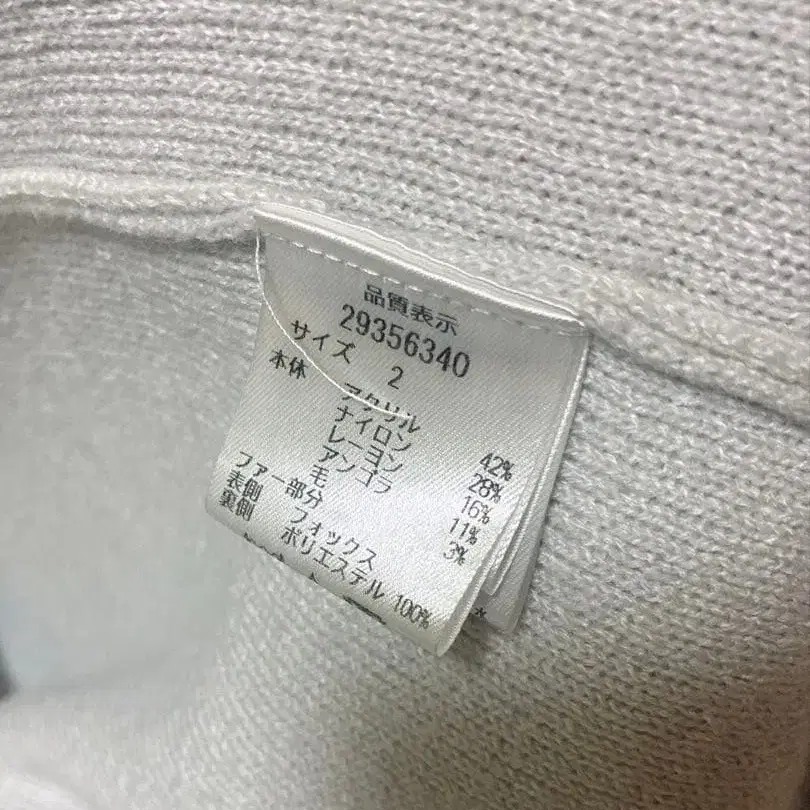 品質表示
29356340
サイズ 2
本体 アクリル 42%
ナイロン 28%
レーヨン 16%
アンゴラ 11%
毛 3%
ファー部分
表側 フォックス
裏側 ポリエステル 100%